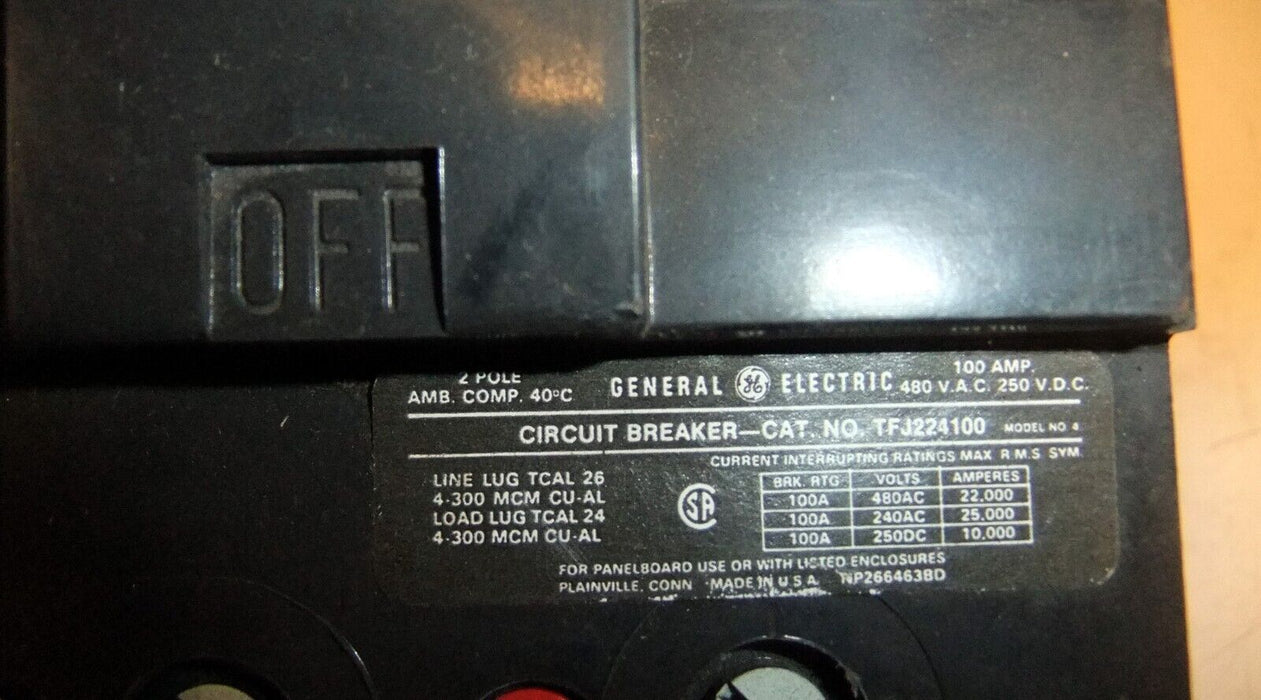 OFF
2 POLE
AMB. COMP. 40°C
GENERAL GE ELECTRIC
100 AMP.
480 V.A.C. 250 V.D.C.
CIRCUIT BREAKER—CAT. NO. TFJ224100 MODEL NO 4
CURRENT INTERRUPTING RATINGS MAX R.M.S SYM.
LINE LUG TCAL 26
4-300 MCM CU-AL
LOAD LUG TCAL 24
4-300 MCM CU-AL
SA
BRK. RTG VOLTS AMPERES
100A 480AC 22,000
100A 240AC 25,000
100A 250DC 10,000
FOR PANELBOARD USE OR WITH LISTED ENCLOSURES
PLAINVILLE, CONN MADE IN U.S.A. NP266463BD